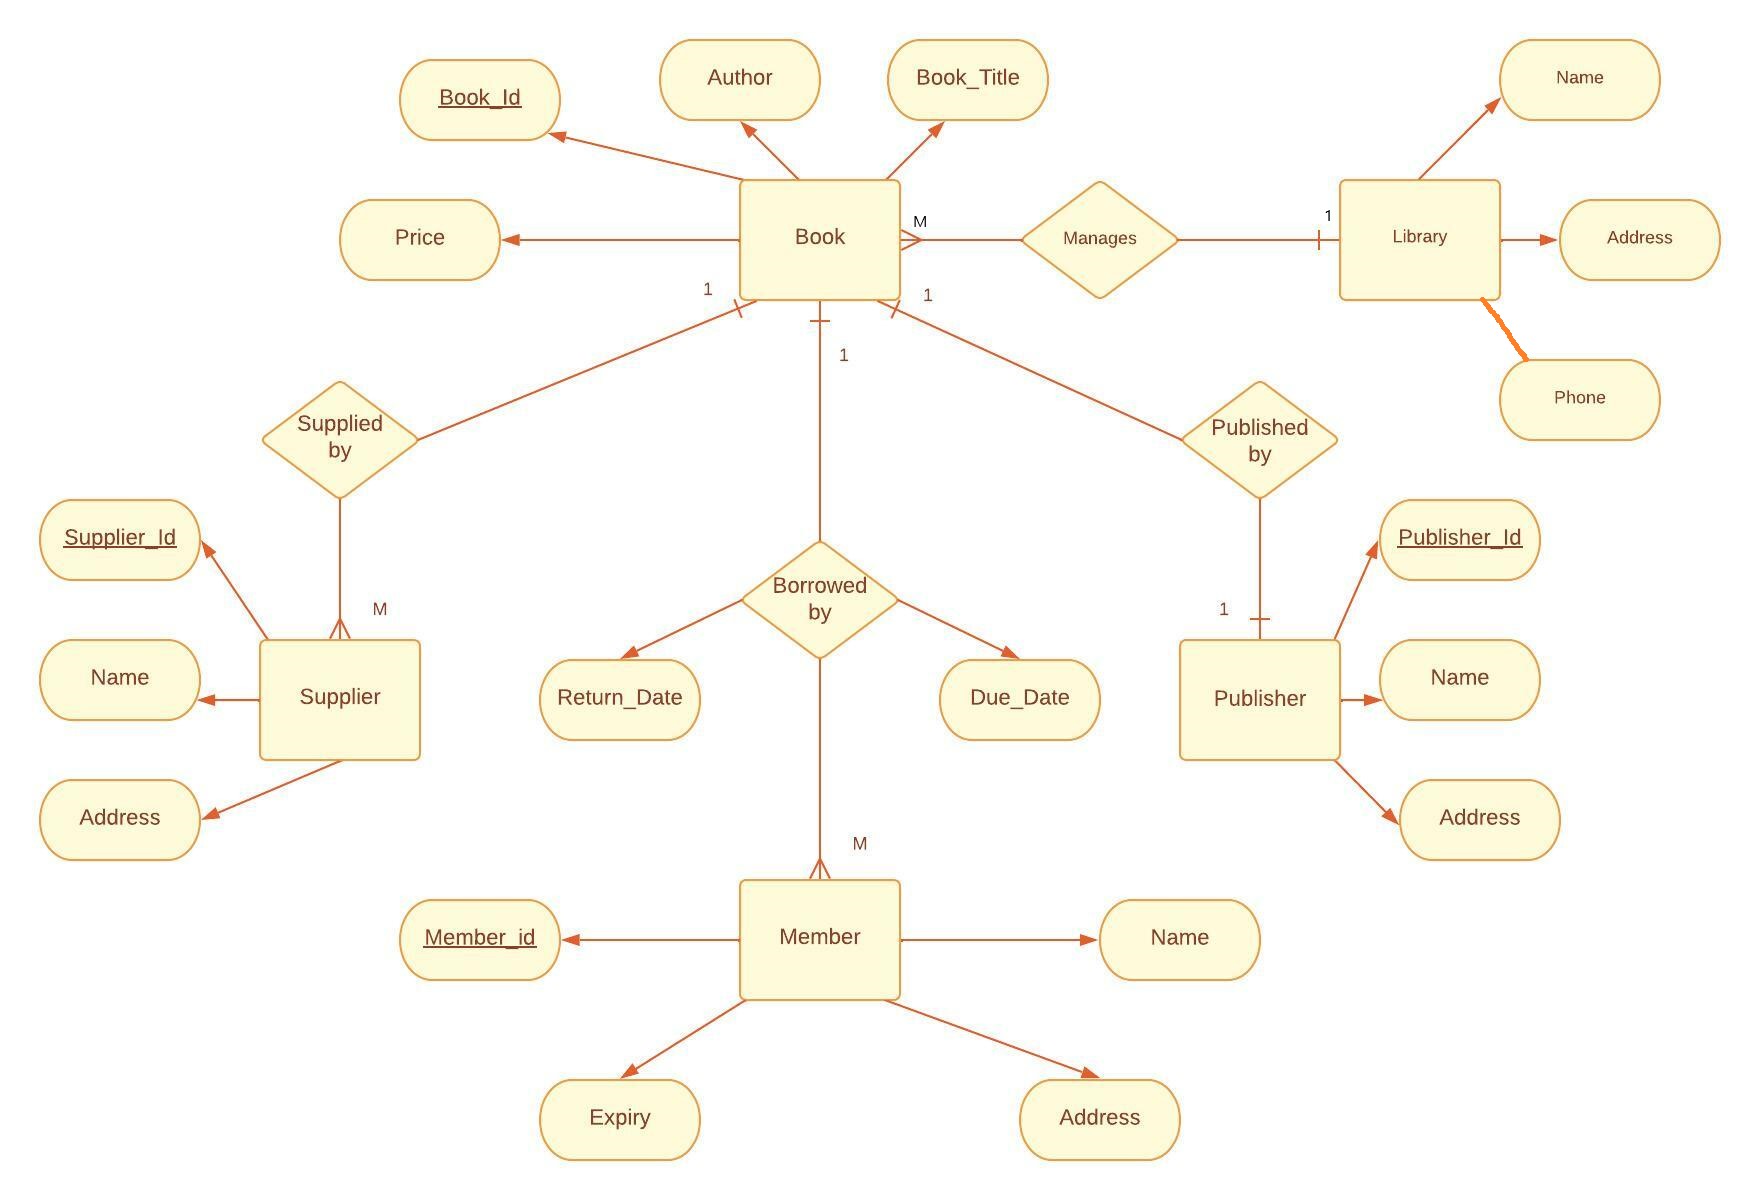 Book_Id
Author
Book_Title
Name
Price
Book
M
Manages
1
Library
Address
1
1
1
Phone
Supplied
by
Published
by
Supplier_Id
Publisher_Id
M
Borrowed
by
1
Name
Supplier
Return_Date
Due_Date
Publisher
Name
Address
Address
M
Member_id
Member
Name
Expiry
Address